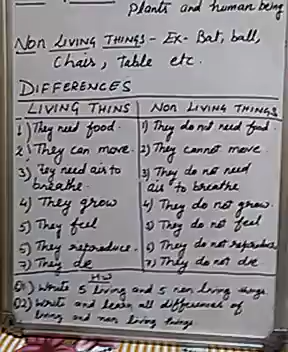 Plants and human being
Non LIVING THINGS - Ex- Bat, ball,
Chair, table etc.
DIFFERENCES
LIVING THINS
NON LIVING THINGS
1) They need food.
1) They do not need food.
2) They can move.
2) They cannot move.
3) They need air to
breathe.
3) They do not need
air to breathe
4) They grow
4) They do not grow.
5) They feel
5) They do not feel
6) They reproduce.
6) They do not reproduce
7) They die
7) They do not die
HW
Q1) Write 5 living and 5 non living things.
Q2) Write and learn all differences of
living and non living things.